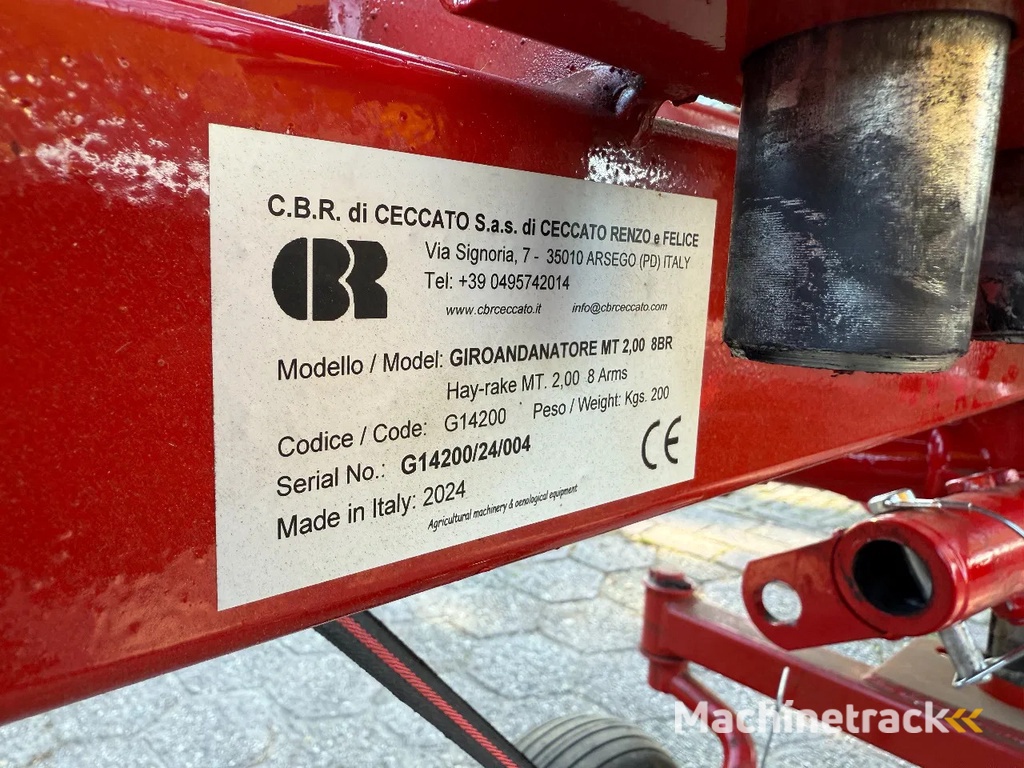 C.B.R. di CECCATO S.a.s. di CECCATO RENZO e FELICE
CBR
Via Signoria, 7 - 35010 ARSEGO (PD) ITALY
Tel: +39 0495742014
www.cbrceccato.it info@cbrceccato.com
Modello / Model: GIROANDANATORE MT 2,00 8BR
Hay-rake MT. 2,00 8 Arms
Codice / Code: G14200 Peso / Weight: Kgs. 200
Serial No.: G14200/24/004
CE
Made in Italy: 2024
Agricultural machinery & oenological equipment
Machinetrack